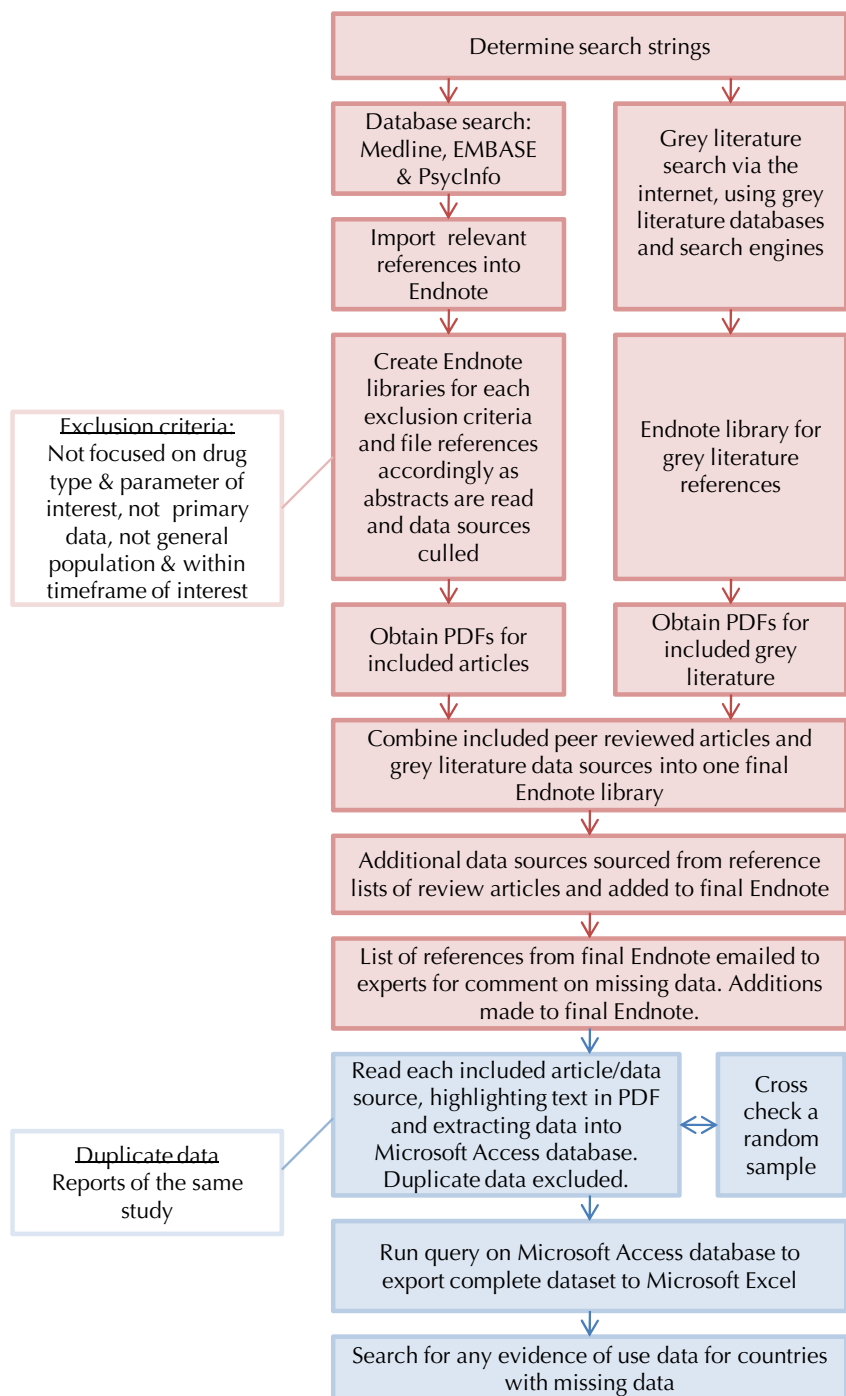 Determine search strings
Database search:
Medline, EMBASE
& PsycInfo
Grey literature
search via the
internet, using grey
literature databases
and search engines
Import relevant
references into
Endnote
Create Endnote
libraries for each
exclusion criteria
and file references
accordingly as
abstracts are read
and data sources
culled
Endnote library for
grey literature
references
Exclusion criteria:
Not focused on drug
type & parameter of
interest, not primary
data, not general
population & within
timeframe of interest
Obtain PDFs for
included articles
Obtain PDFs for
included grey
literature
Combine included peer reviewed articles and
grey literature data sources into one final
Endnote library
Additional data sources sourced from reference
lists of review articles and added to final Endnote
List of references from final Endnote emailed to
experts for comment on missing data. Additions
made to final Endnote.
Read each included article/data
source, highlighting text in PDF
and extracting data into
Microsoft Access database.
Duplicate data excluded.
Cross
check a
random
sample
Duplicate data
Reports of the same
study
Run query on Microsoft Access database to
export complete dataset to Microsoft Excel
Search for any evidence of use data for countries
with missing data